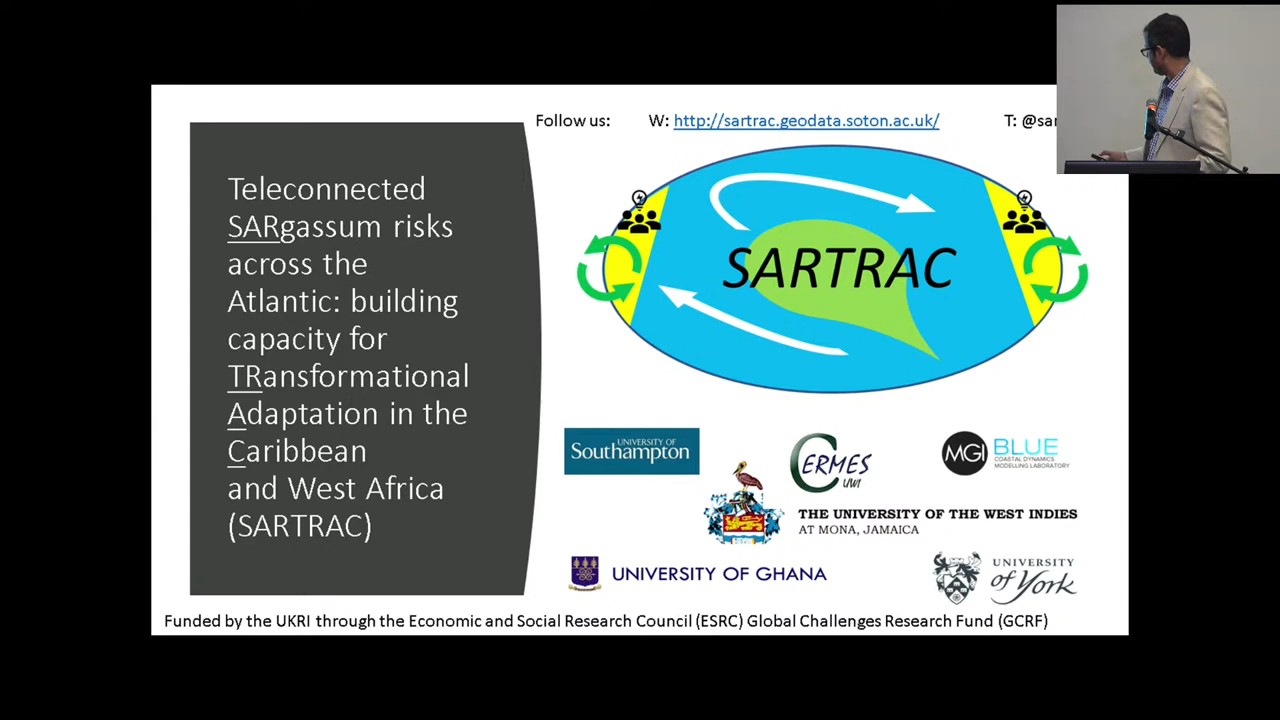 Follow us: W: http://sartrac.geodata.soton.ac.uk/ T: @sar
Teleconnected
SARgassum risks
across the
Atlantic: building
capacity for
TRansformational
Adaptation in the
Caribbean
and West Africa
(SARTRAC)
SARTRAC
UNIVERSITY OF
Southampton
CERMES
UWI
MGI BLUE
COASTAL DYNAMICS
MODELLING LABORATORY
THE UNIVERSITY OF THE WEST INDIES
AT MONA, JAMAICA
UNIVERSITY OF GHANA
UNIVERSITY
of York
Funded by the UKRI through the Economic and Social Research Council (ESRC) Global Challenges Research Fund (GCRF)